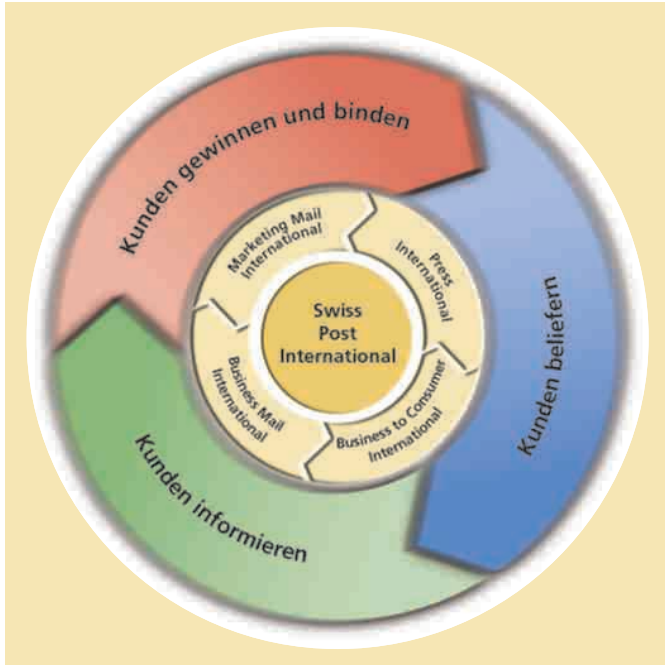 Kunden gewinnen und binden
Kunden beliefern
Kunden informieren
Marketing Mail
International
Press
International
Business to Consumer
International
Business Mail
International
Swiss
Post
International